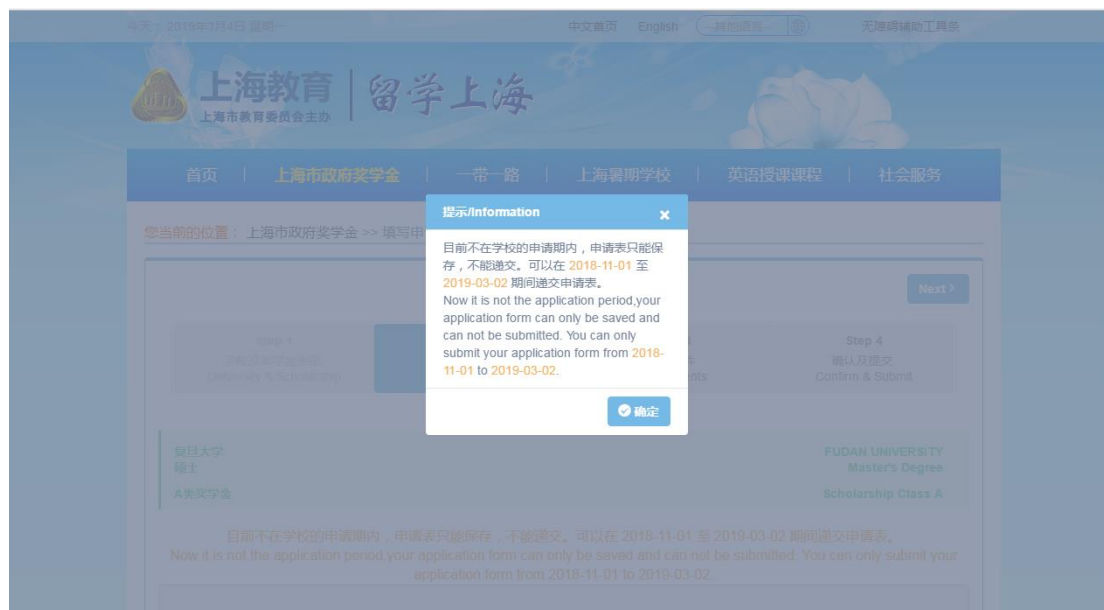 今天：2019年3月4日 星期一
中文首页 English 无障碍辅助工具条
上海教育 留学上海
上海市教育委员会主办
首页 | 上海市政府奖学金 | 一带一路 | 上海暑期学校 | 英语授课课程 | 社会服务
您当前的位置： 上海市政府奖学金 >> 填写申
提示/Information
目前不在学校的申请期内，申请表只能保
存，不能递交。可以在 2018-11-01 至
2019-03-02 期间递交申请表。
Now it is not the application period,your
application form can only be saved and
can not be submitted. You can only
submit your application form from 2018-
11-01 to 2019-03-02.
确定
Next
Step 1
University & Scholarship
Step 4
确认及提交
Confirm & Submit
复旦大学
硕士
FUDAN UNIVERSITY
Master's Degree
A类奖学金
Scholarship Class A
目前不在学校的申请期内，申请表只能保存，不能递交。可以在 2018-11-01 至 2019-03-02 期间递交申请表。
Now it is not the application period,your application form can only be saved and can not be submitted. You can only submit your
application form from 2018-11-01 to 2019-03-02.